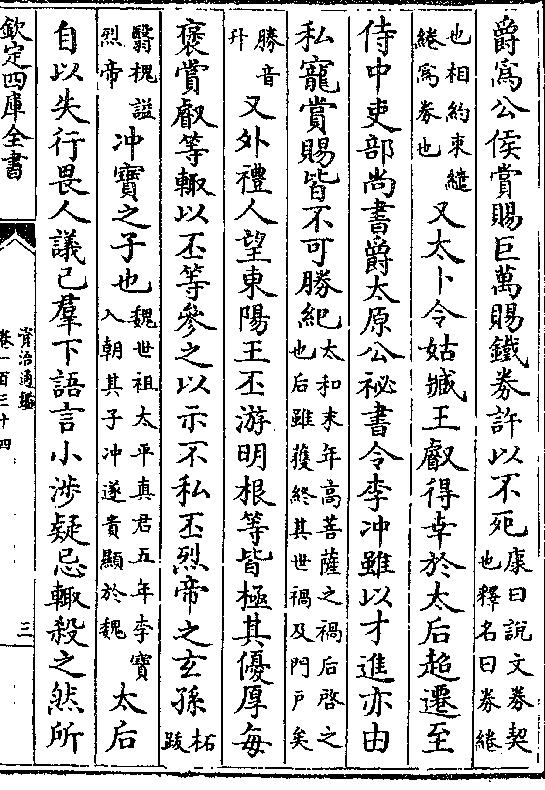 爵爲公侯賞賜巨萬賜鐵券許以不死康曰說文券契也釋名曰券綣
也相約束繾綣爲券也又太卜令姑臧王叡得幸於太后超遷至
侍中吏部尚書爵太原公祕書令李冲雖以才進亦由
私寵賞賜皆不可勝紀太和末年高菩薩之禍后啓之也后雖獲終其世禍及門戶矣
勝音升又外禮人望東陽王丕游明根等皆極其優厚每
褒賞叡等輒以丕等參之以示不私丕烈帝之玄孫拓跋
翳槐諡烈帝冲寶之子也魏世祖太平真君五年李寶入朝其子冲遂貴顯於魏太后
自以失行畏人議己羣下語言小涉疑忌輒殺之然所
欽定四庫全書
資治通鑑
卷一百三十四
三